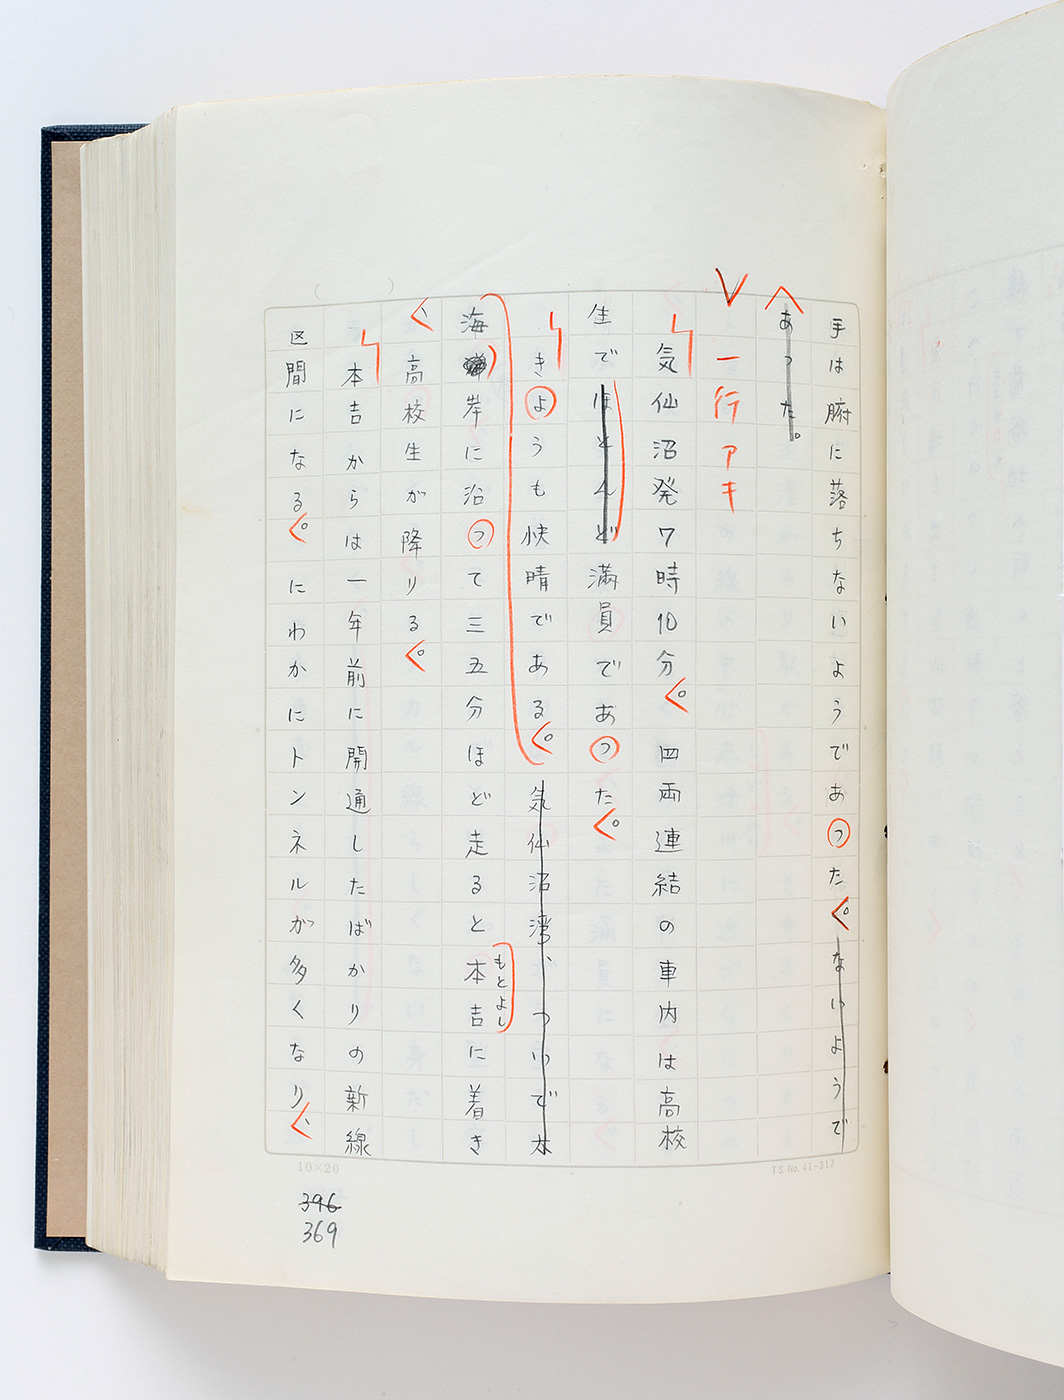 手は腑に落ちないようであった。ないようで
あった。
一行アキ
気仙沼発7時10分。四両連結の車内は高校
生でほとんど満員であった。
きょうも快晴である。気仙沼湾、ついで本
海岸に沿って三五分ほど走ると本吉に着き
もとよし
、高校生が降りる。
本吉からは一年前に開通したばかりの新線
区間になる。にわかにトンネルが多くなり、
10×20
T.S.No. 41-317
396
369